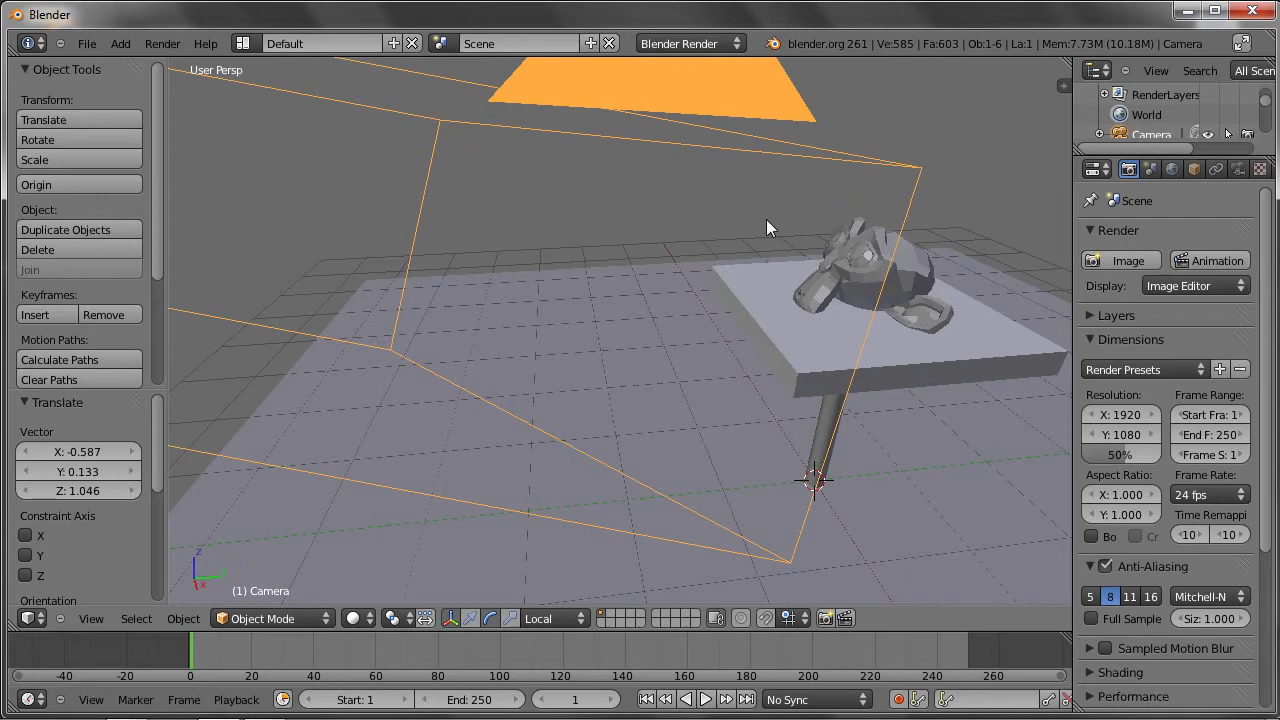 Blender
File Add Render Help Default Scene Blender Render blender.org 261 | Ve:585 | Fa:603 | Ob:1-6 | La:1 | Mem:7.73M (10.18M) | Camera
Object Tools
User Persp
View Search All Scen
RenderLayers
World
Camera
Transform:
Translate
Rotate
Scale
Origin
Object:
Duplicate Objects
Delete
Join
Keyframes:
Insert Remove
Motion Paths:
Calculate Paths
Clear Paths
Translate
Vector
X: -0.587
Y: 0.133
Z: 1.046
Constraint Axis
X
Y
Z
Orientation
z
y
x
(1) Camera
Scene
Render
Image Animation
Display: Image Editor
Layers
Dimensions
Render Presets
Resolution: Frame Range:
X: 1920 Start Fra: 1
Y: 1080 End F: 250
50% Frame S: 1
Aspect Ratio: Frame Rate:
X: 1.000 24 fps
Y: 1.000 Time Remappi
Bo Cr 10 10
Anti-Aliasing
5 8 11 16 Mitchell-N
Full Sample Siz: 1.000
Sampled Motion Blur
Shading
Performance
View Select Object Object Mode Local
-40 -20 0 20 40 60 80 100 120 140 160 180 200 220 240 260
View Marker Frame Playback Start: 1 End: 250 1 No Sync